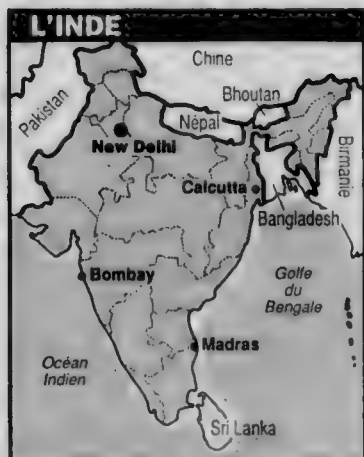 L'INDE
Chine
Pakistan
Bhoutan
Népal
New Delhi
Birmanie
Calcutta
Bangladesh
Golfe
du
Bengale
Bombay
Madras
Océan
Indien
Sri Lanka